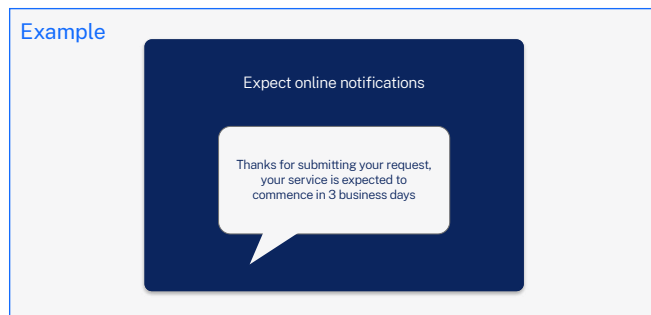 Example
Expect online notifications
Thanks for submitting your request,
your service is expected to
commence in 3 business days